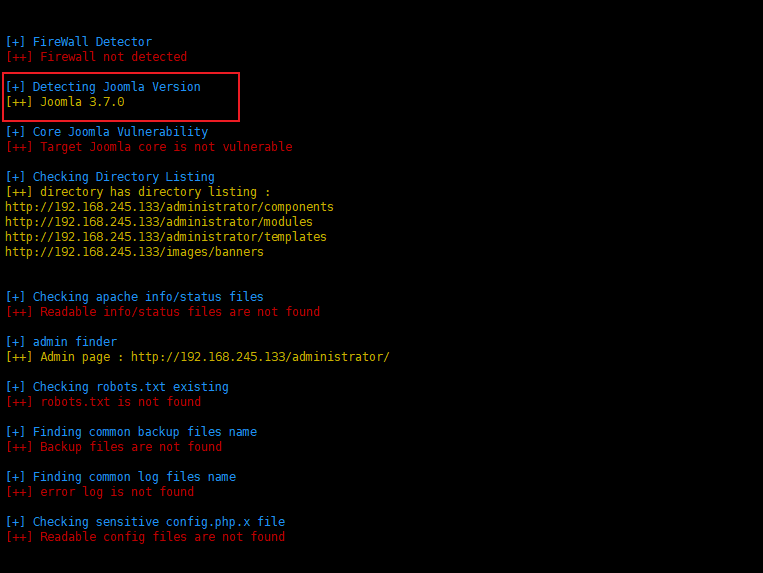 [+] FireWall Detector
[++] Firewall not detected
[+] Detecting Joomla Version
[++] Joomla 3.7.0
[+] Core Joomla Vulnerability
[++] Target Joomla core is not vulnerable
[+] Checking Directory Listing
[++] directory has directory listing :
http://192.168.245.133/administrator/components
http://192.168.245.133/administrator/modules
http://192.168.245.133/administrator/templates
http://192.168.245.133/images/banners
[+] Checking apache info/status files
[++] Readable info/status files are not found
[+] admin finder
[++] Admin page : http://192.168.245.133/administrator/
[+] Checking robots.txt existing
[++] robots.txt is not found
[+] Finding common backup files name
[++] Backup files are not found
[+] Finding common log files name
[++] error log is not found
[+] Checking sensitive config.php.x file
[++] Readable config files are not found